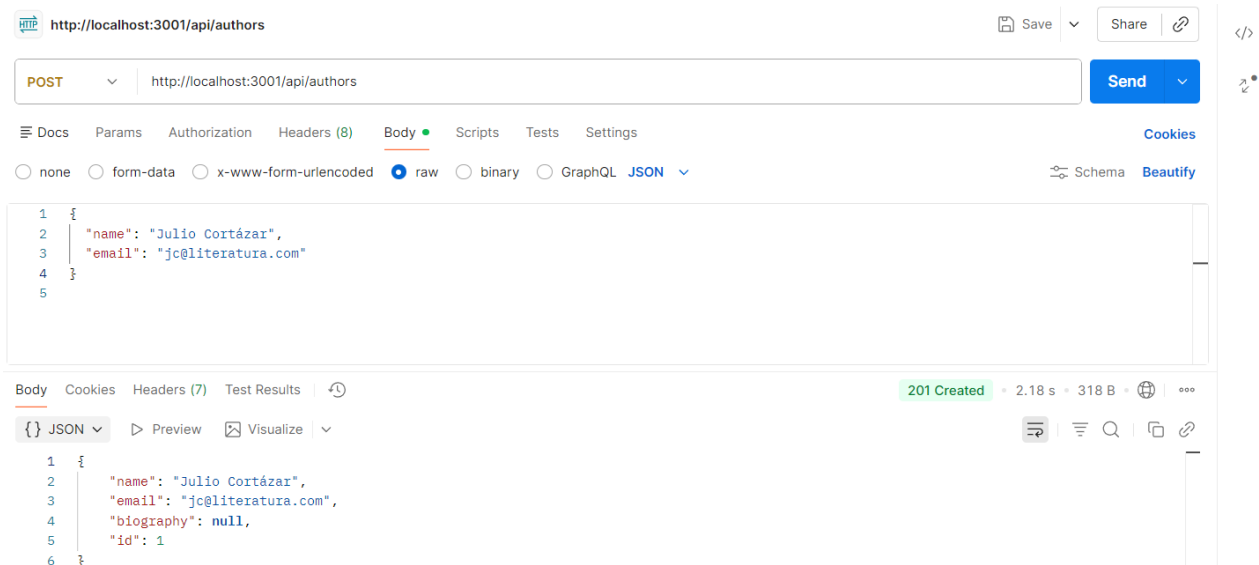 HTTP http://localhost:3001/api/authors Save Share
POST http://localhost:3001/api/authors Send
Docs Params Authorization Headers (8) Body Scripts Tests Settings Cookies
none form-data x-www-form-urlencoded raw binary GraphQL JSON Schema Beautify
1 {
2 "name": "Julio Cortázar",
3 "email": "jc@literatura.com"
4 }
5
Body Cookies Headers (7) Test Results 201 Created 2.18 s 318 B
{} JSON Preview Visualize
1 {
2 "name": "Julio Cortázar",
3 "email": "jc@literatura.com",
4 "biography": null,
5 "id": 1
6 }